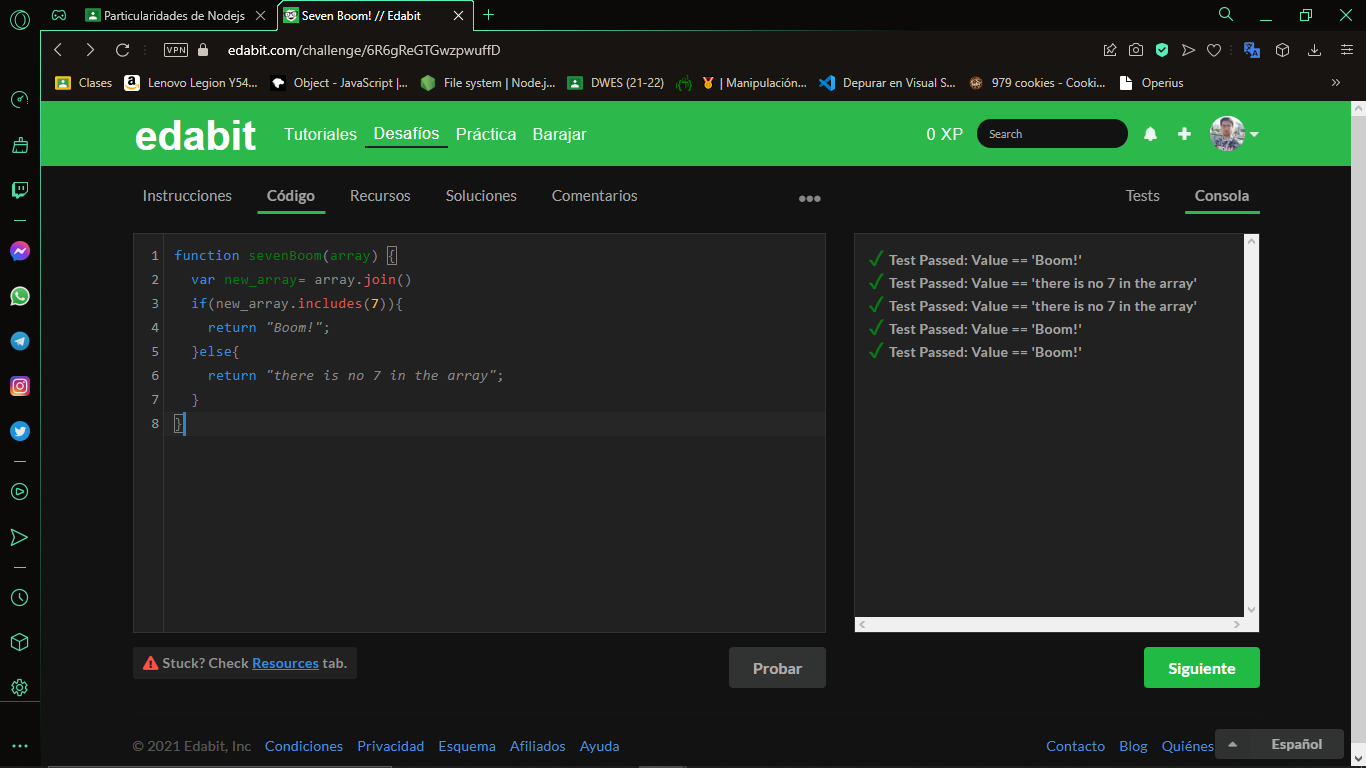 Particularidades de Nodejs
Seven Boom! // Edabit
VPN
edabit.com/challenge/6R6gReGTGwzpwuffD
Clases
Lenovo Legion Y54...
Object - JavaScript |...
File system | Node.j...
DWES (21-22)
| Manipulación...
Depurar en Visual S...
979 cookies - Cooki...
Operius
edabit
Tutoriales Desafíos Práctica Barajar
0 XP
Search
Instrucciones Código Recursos Soluciones Comentarios
Tests Consola
1 function sevenBoom(array) {
2 var new_array= array.join()
3 if(new_array.includes(7)){
4 return "Boom!";
5 }else{
6 return "there is no 7 in the array";
7 }
8 }
Test Passed: Value == 'Boom!'
Test Passed: Value == 'there is no 7 in the array'
Test Passed: Value == 'there is no 7 in the array'
Test Passed: Value == 'Boom!'
Test Passed: Value == 'Boom!'
Stuck? Check Resources tab.
Probar
Siguiente
© 2021 Edabit, Inc Condiciones Privacidad Esquema Afiliados Ayuda
Contacto Blog Quiénes
Español